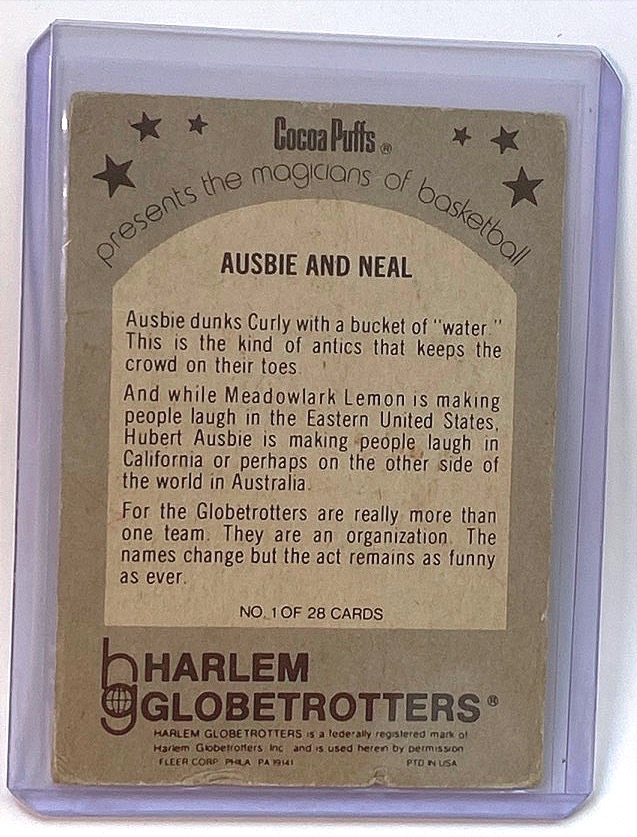 Cocoa Puffs ®
presents the magicians of basketball
AUSBIE AND NEAL
Ausbie dunks Curly with a bucket of "water."
This is the kind of antics that keeps the
crowd on their toes.
And while Meadowlark Lemon is making
people laugh in the Eastern United States,
Hubert Ausbie is making people laugh in
California or perhaps on the other side of
the world in Australia.
For the Globetrotters are really more than
one team. They are an organization. The
names change but the act remains as funny
as ever.
NO. 1 OF 28 CARDS
hg HARLEM
GLOBETROTTERS ®
HARLEM GLOBETROTTERS is a federally registered mark of
Harlem Globetrotters Inc. and is used herein by permission
FLEER CORP. PHILA. PA 19141 PTD IN USA